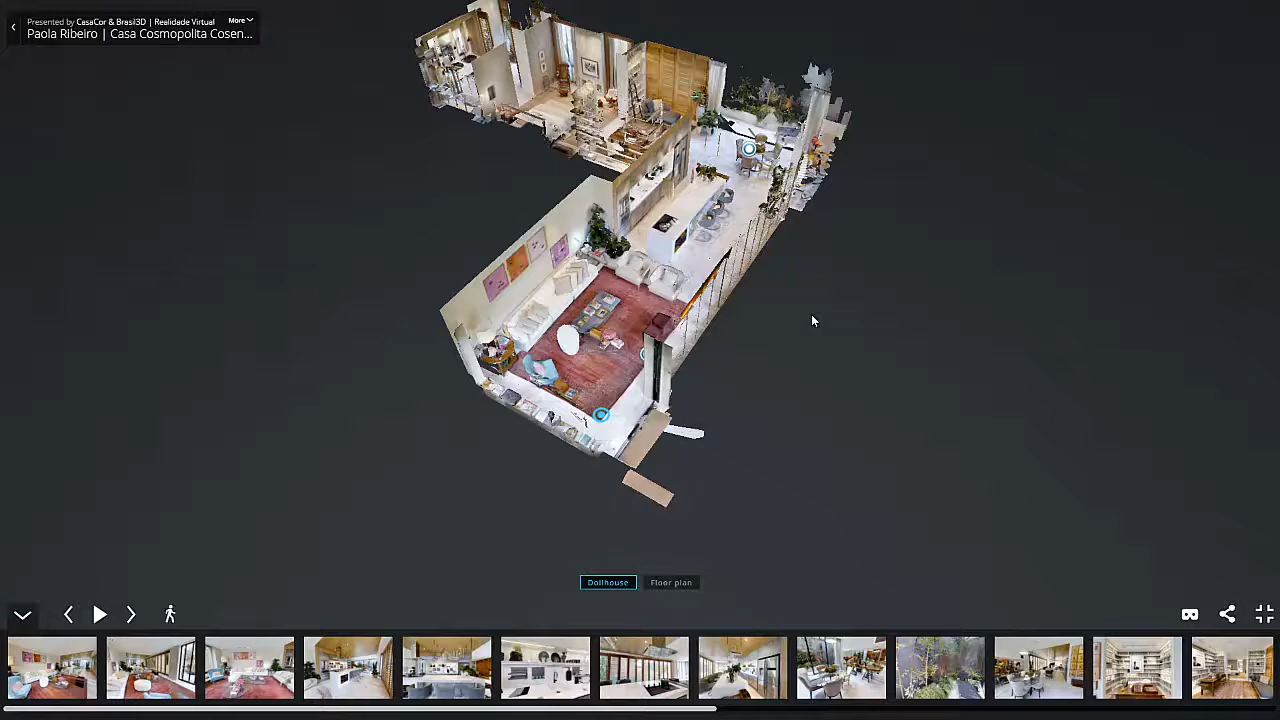 Presented by CasaCor & Brasil3D | Realidade Virtual
More
Paola Ribeiro | Casa Cosmopolita Cosen...
Dollhouse
Floor plan